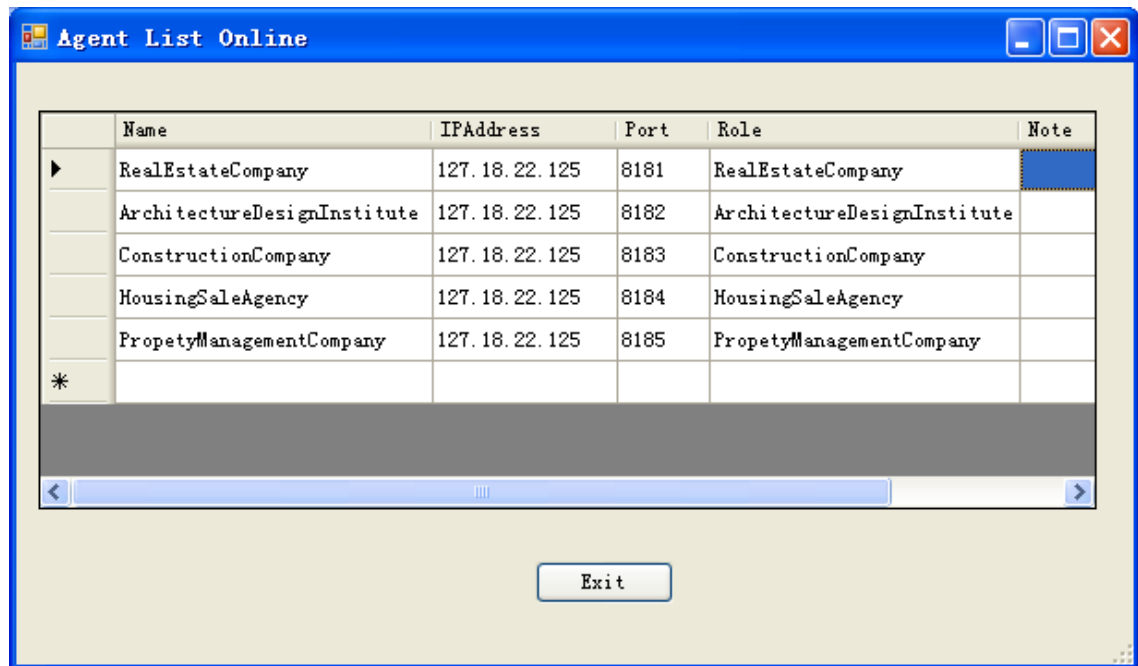 Agent List Online
Name IPAddress Port Role Note
RealEstateCompany 127.18.22.125 8181 RealEstateCompany
ArchitectureDesignInstitute 127.18.22.125 8182 ArchitectureDesignInstitute
ConstructionCompany 127.18.22.125 8183 ConstructionCompany
HousingSaleAgency 127.18.22.125 8184 HousingSaleAgency
PropetyManagementCompany 127.18.22.125 8185 PropetyManagementCompany
Exit